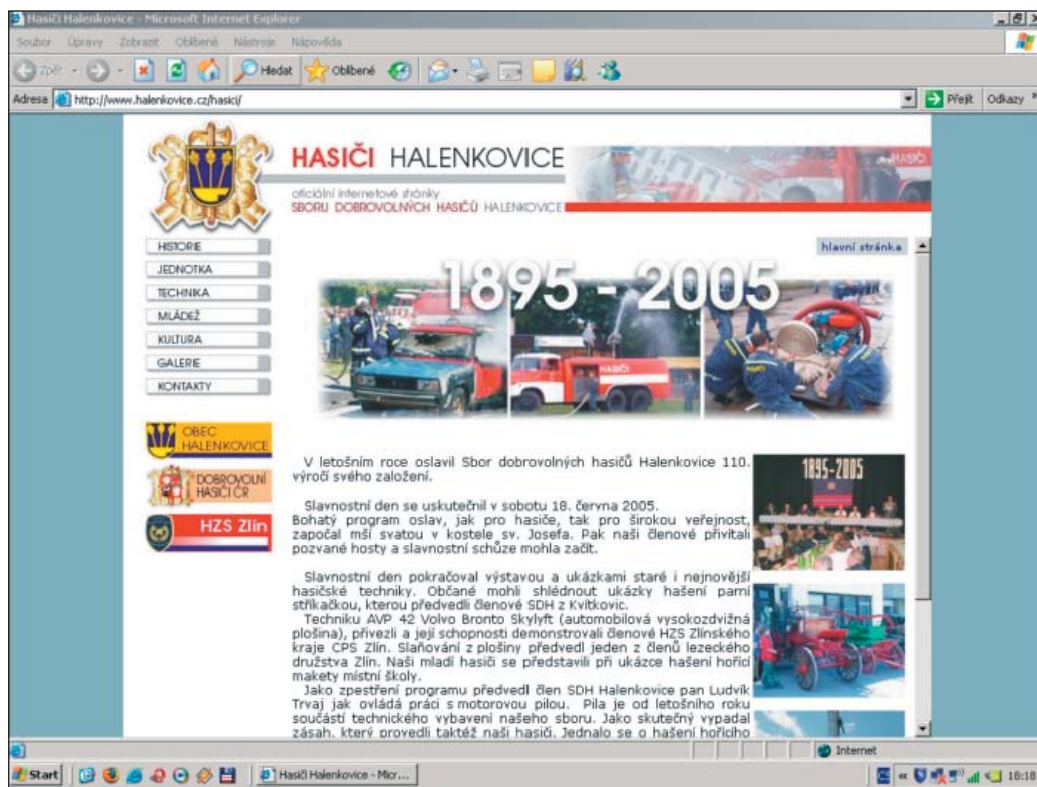 Hasiči Halenkovice - Microsoft Internet Explorer
Soubor Úpravy Zobrazit Oblíbené Nástroje Nápověda
Zpět Hledat Oblíbené
Adresa http://www.halenkovice.cz/hasici/ Přejít Odkazy »
HASIČI HALENKOVICE
HASIČI
oficiální internetové stránky
SBORU DOBROVOLNÝCH HASIČŮ HALENKOVICE
HISTORIE
JEDNOTKA
TECHNIKA
MLÁDEŽ
KULTURA
GALERIE
KONTAKTY
OBEC
HALENKOVICE
DOBROVOLNÍ
HASIČI ČR
HZS Zlín
hlavní stránka
1895 - 2005
HASIČI
V letošním roce oslavil Sbor dobrovolných hasičů Halenkovice 110.
výročí svého založení.
Slavnostní den se uskutečnil v sobotu 18. června 2005.
Bohatý program oslav, jak pro hasiče, tak pro širokou veřejnost,
započal mší svatou v kostele sv. Josefa. Pak naši členové přivítali
pozvané hosty a slavnostní schůze mohla začít.
Slavnostní den pokračoval výstavou a ukázkami staré i nejnovější
hasičské techniky. Občané mohli shlédnout ukázky hašení parní
stříkačkou, kterou předvedli členové SDH z Kvítkovic.
Techniku AVP 42 Volvo Bronto Skylyft (automobilová vysokozdvižná
plošina), přivezli a její schopnosti demonstrovali členové HZS Zlínského
kraje CPS Zlín. Slaňování z plošiny předvedl jeden z členů lezeckého
družstva Zlín. Naši mladí hasiči se představili při ukázce hašení hořící
makety místní školy.
Jako zpestření programu předvedl člen SDH Halenkovice pan Ludvík
Trvaj jak ovládá práci s motorovou pilou. Pila je od letošního roku
součástí technického vybavení našeho sboru. Jako skutečný vypadal
zásah, který provedli taktéž naši hasiči. Jednalo se o hašení hořícího
1895-2005
Internet
Start Hasiči Halenkovice - Micr... CS « 18:18